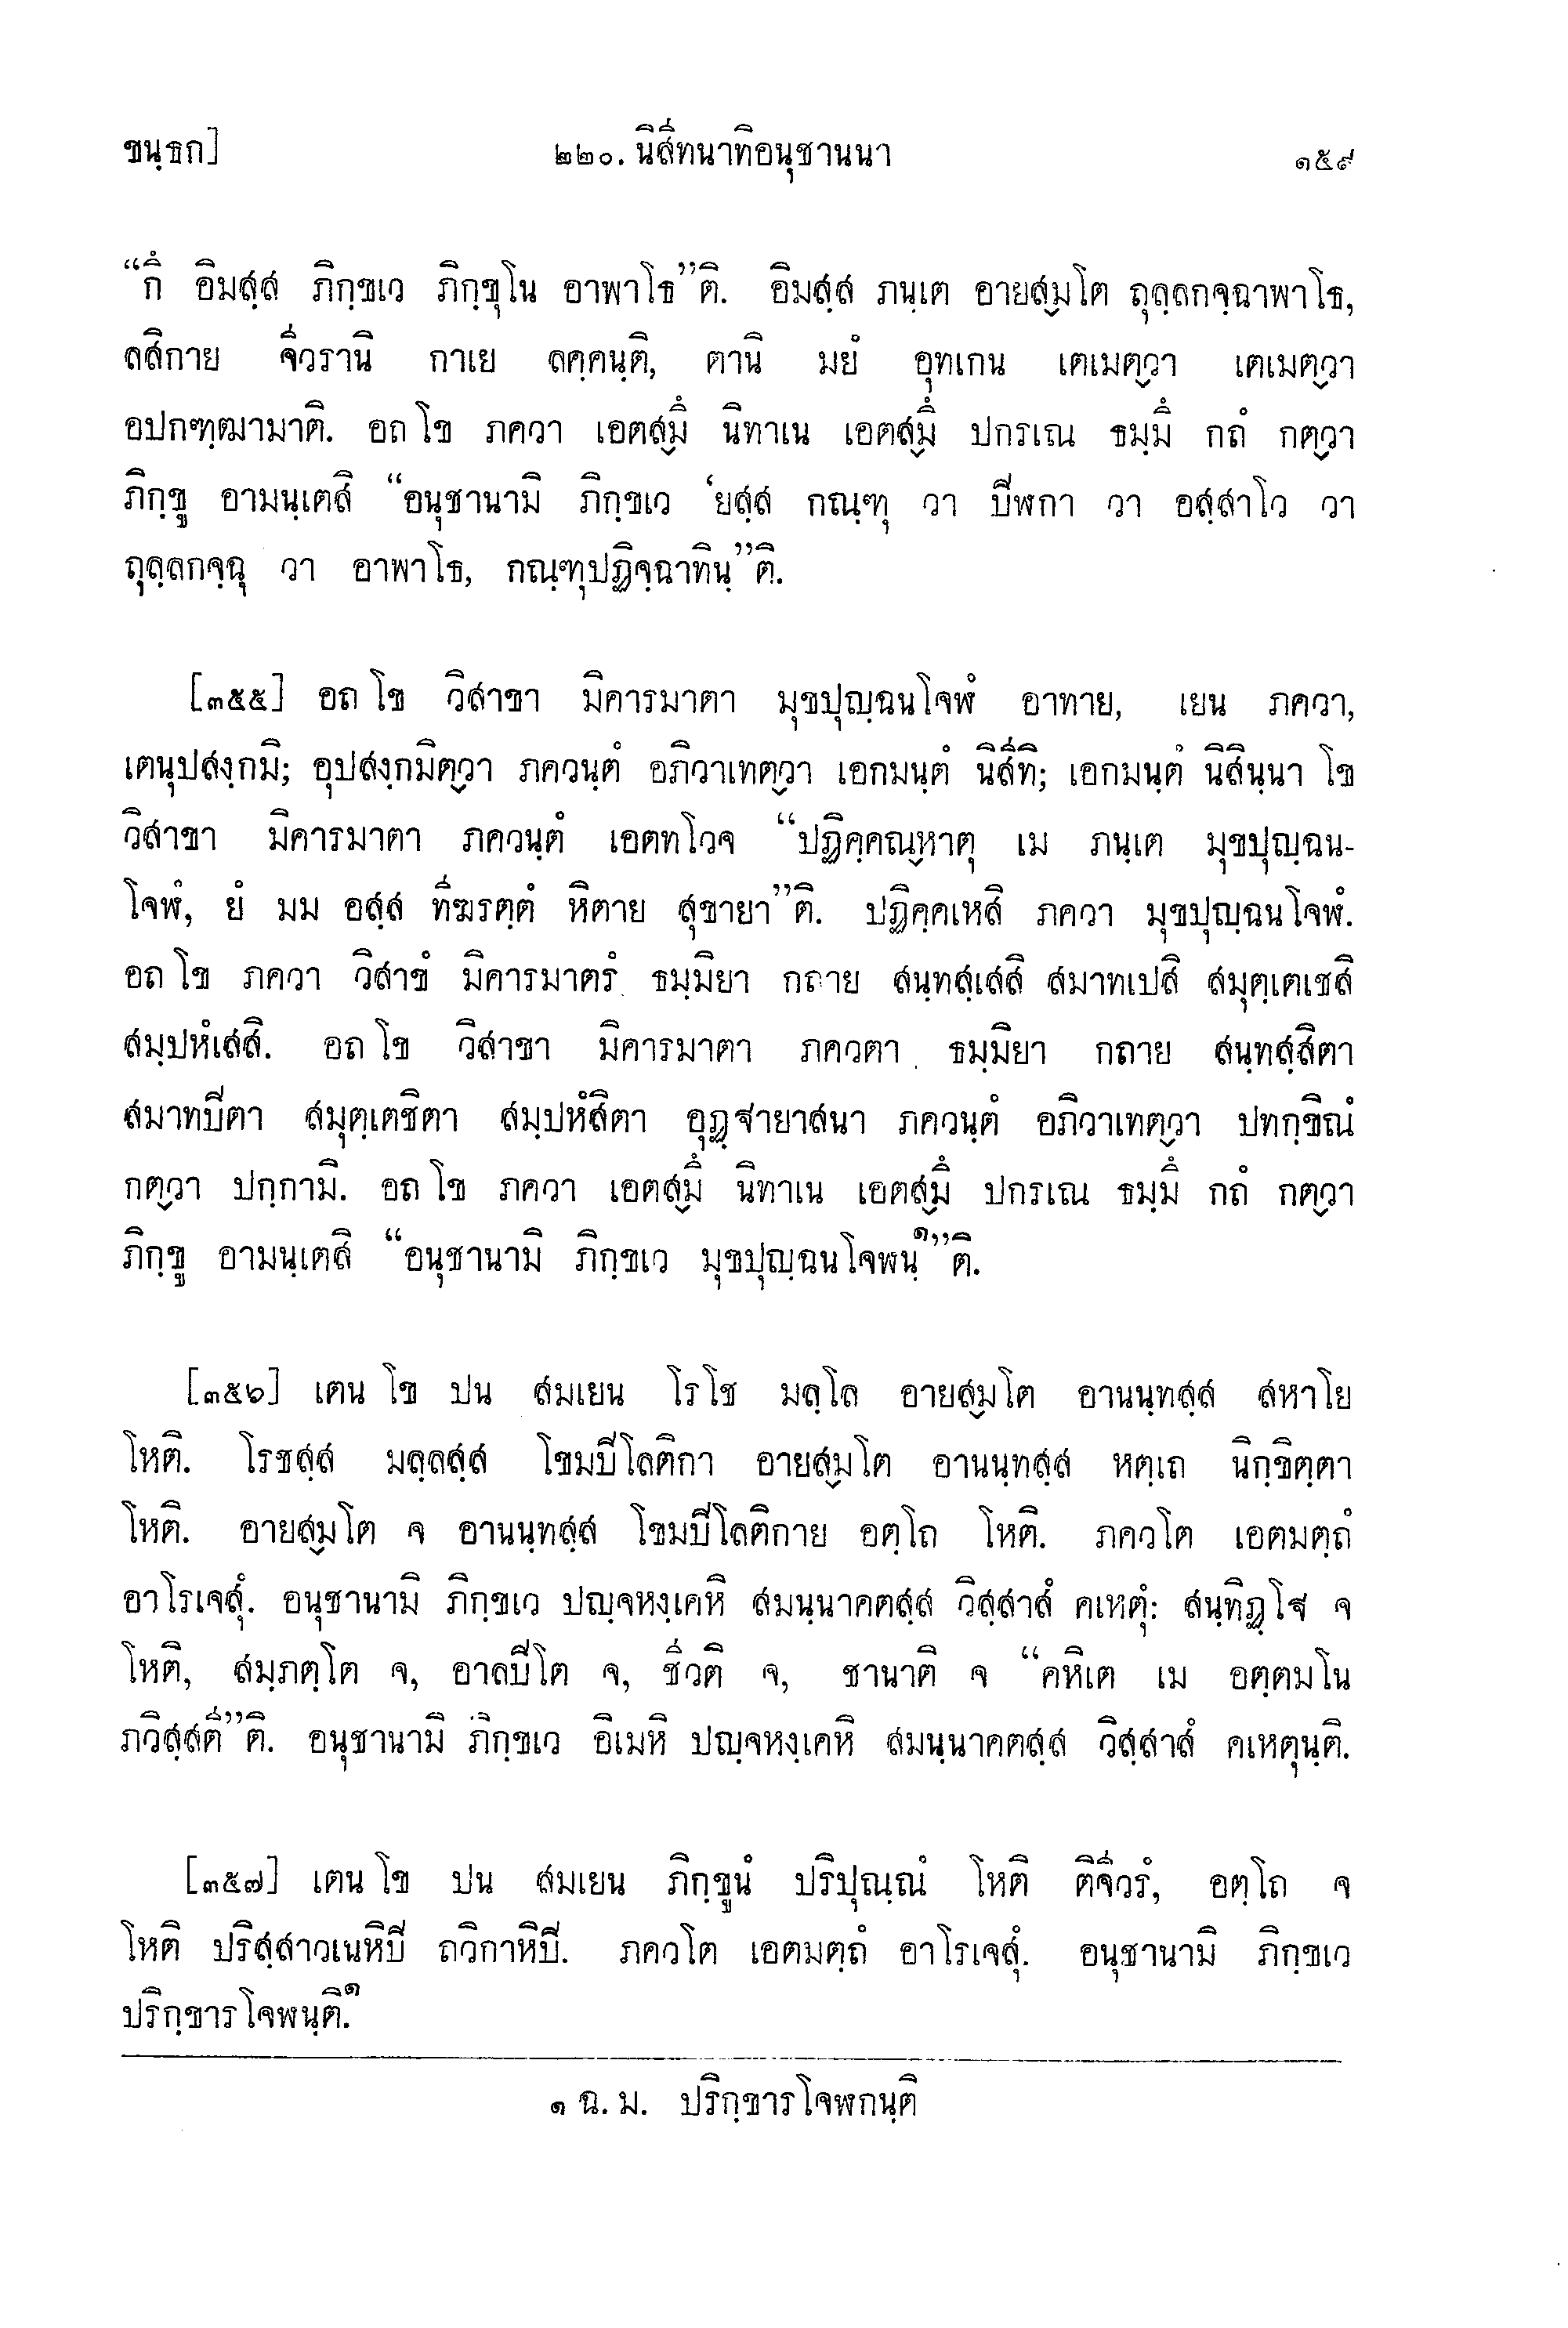 ขนฺธก] ๒๒๐. นิสีทนาทิอนุชานนา ๑๕๙
“กึ อิมสฺส ภิกฺขเว ภิกฺขุโน อาพาโธ”ติ. อิมสฺส ภนฺเต อายสฺมโต ถุลฺลกจฺฉาพาโธ,
ลสิกาย จีวรานิ กาเย ลคฺคนฺติ, ตานิ มยํ อุทเกน เตเมตฺวา เตเมตฺวา
อปกฑฺฒามาติ. อถ โข ภควา เอตสฺมึ นิทาเน เอตสฺมึ ปกรเณ ธมฺมึ กถํ กตฺวา
ภิกฺขู อามนฺเตสิ “อนุชานามิ ภิกฺขเว ‘ยสฺส กณฺฑุ วา ปีฬกา วา อสฺสาโว วา
ถุลฺลกจฺฉุ วา อาพาโธ, กณฺฑุปฏิจฺฉาทินฺ”ติ.
[๓๕๕] อถ โข วิสาขา มิคารมาตา มุขปุญฺฉนโจฬํ อาทาย, เยน ภควา,
เตนุปสงฺกมิ; อุปสงฺกมิตฺวา ภควนฺตํ อภิวาเทตฺวา เอกมนฺตํ นิสีทิ; เอกมนฺตํ นิสินฺนา โข
วิสาขา มิคารมาตา ภควนฺตํ เอตทโวจ “ปฏิคฺคณฺหาตุ เม ภนฺเต มุขปุญฺฉน-
โจฬํ, ยํ มม อสฺส ทีฆรตฺตํ หิตาย สุขายา”ติ. ปฏิคฺคเหสิ ภควา มุขปุญฺฉนโจฬํ.
อถ โข ภควา วิสาขํ มิคารมาตรํ ธมฺมิยา กถาย สนฺทสฺเสสิ สมาทเปสิ สมุตฺเตเชสิ
สมฺปหํเสสิ. อถ โข วิสาขา มิคารมาตา ภควตา ธมฺมิยา กถาย สนฺทสฺสิตา
สมาทปิตา สมุตฺเตชิตา สมฺปหํสิตา อุฏฺฐายาสนา ภควนฺตํ อภิวาเทตฺวา ปทกฺขิณํ
กตฺวา ปกฺกามิ. อถ โข ภควา เอตสฺมึ นิทาเน เอตสฺมึ ปกรเณ ธมฺมึ กถํ กตฺวา
ภิกฺขู อามนฺเตสิ “อนุชานามิ ภิกฺขเว มุขปุญฺฉนโจฬนฺ๑”ติ.
[๓๕๖] เตน โข ปน สมเยน โรโช มลฺโล อายสฺมโต อานนฺทสฺส สหาโย
โหติ. โรชสฺส มลฺลสฺส โขมปิโลติกา อายสฺมโต อานนฺทสฺส หตฺเถ นิกฺขิตฺตา
โหติ. อายสฺมโต จ อานนฺทสฺส โขมปิโลติกาย อตฺโถ โหติ. ภควโต เอตมตฺถํ
อาโรเจสุํ. อนุชานามิ ภิกฺขเว ปญฺจหงฺเคหิ สมนฺนาคตสฺส วิสฺสาสํ คเหตุํ: สนฺทิฏฺโฐ จ
โหติ, สมฺภตฺโต จ, อาลปิโต จ, ชีวติ จ, ชานาติ จ “คหิเต เม อตฺตมโน
ภวิสฺสตี”ติ. อนุชานามิ ภิกฺขเว อิเมหิ ปญฺจหงฺเคหิ สมนฺนาคตสฺส วิสฺสาสํ คเหตุนฺติ.
[๓๕๗] เตน โข ปน สมเยน ภิกฺขูนํ ปริปุณฺณํ โหติ ติจีวรํ, อตฺโถ จ
โหติ ปริสฺสาวเนหิปิ ถวิกาหิปิ. ภควโต เอตมตฺถํ อาโรเจสุํ. อนุชานามิ ภิกฺขเว
ปริกฺขารโจฬนฺติ.๑
๑ ฉ. ม. ปริกฺขารโจฬกนฺติ